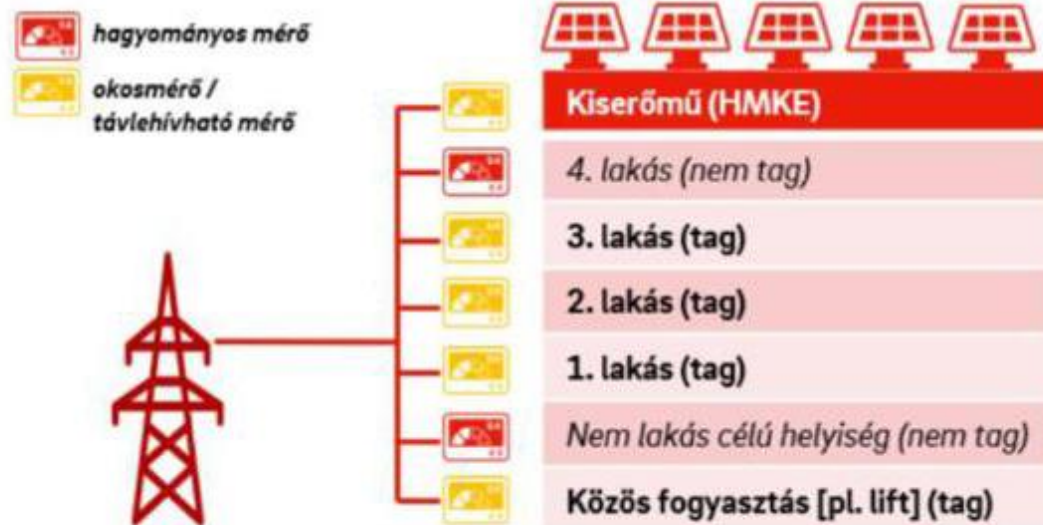 hagyományos mérő
okosmérő /
távlehívható mérő
Kiserőmű (HMKE)
4. lakás (nem tag)
3. lakás (tag)
2. lakás (tag)
1. lakás (tag)
Nem lakás célú helyiség (nem tag)
Közös fogyasztás [pl. lift] (tag)